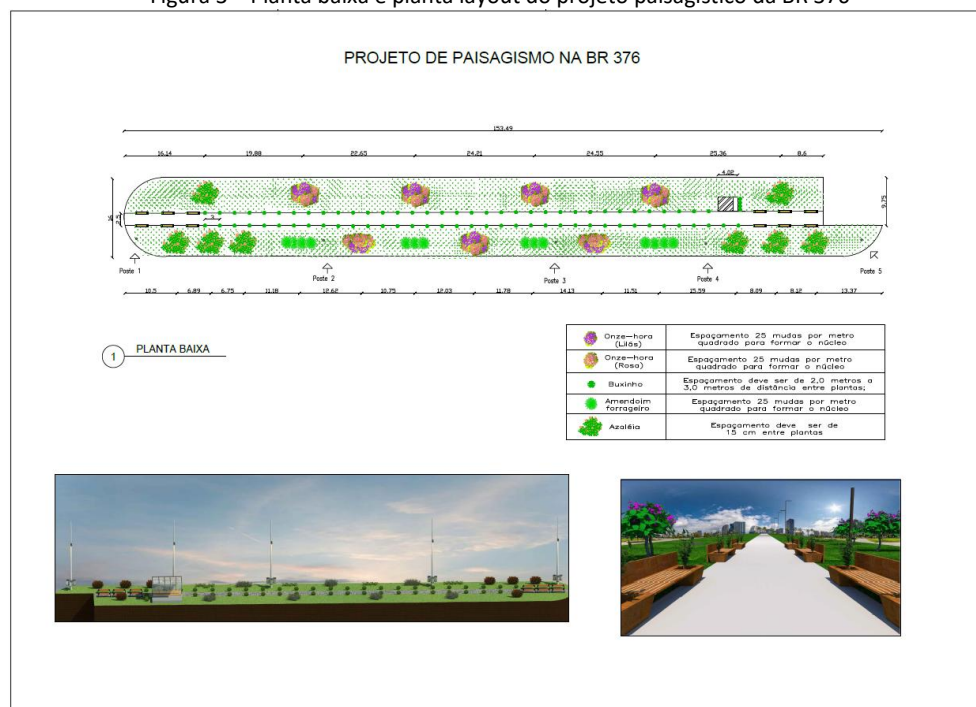 Figura 3 – Planta baixa e planta layout do projeto paisagístico da BR 376
PROJETO DE PAISAGISMO NA BR 376
153.49
16.14 19.88 22.65 24.21 24.55 25.36 8.6
4.02
16
2.5
3
9.75
Poste 1 Poste 2 Poste 3 Poste 4 Poste 5
10.5 6.89 6.75 11.18 12.62 10.75 12.03 11.78 14.13 11.51 15.59 8.09 8.12 13.37
1 PLANTA BAIXA
Onze-hora
(Lilás)
Espaçamento 25 mudas por metro
quadrado para formar o núcleo
Onze-hora
(Rosa)
Espaçamento 25 mudas por metro
quadrado para formar o núcleo
Buxinho
Espaçamento deve ser de 2,0 metros a
3,0 metros de distância entre plantas;
Amendoim
forrageiro
Espaçamento 25 mudas por metro
quadrado para formar o núcleo
Azaléia
Espaçamento deve ser de
15 cm entre plantas